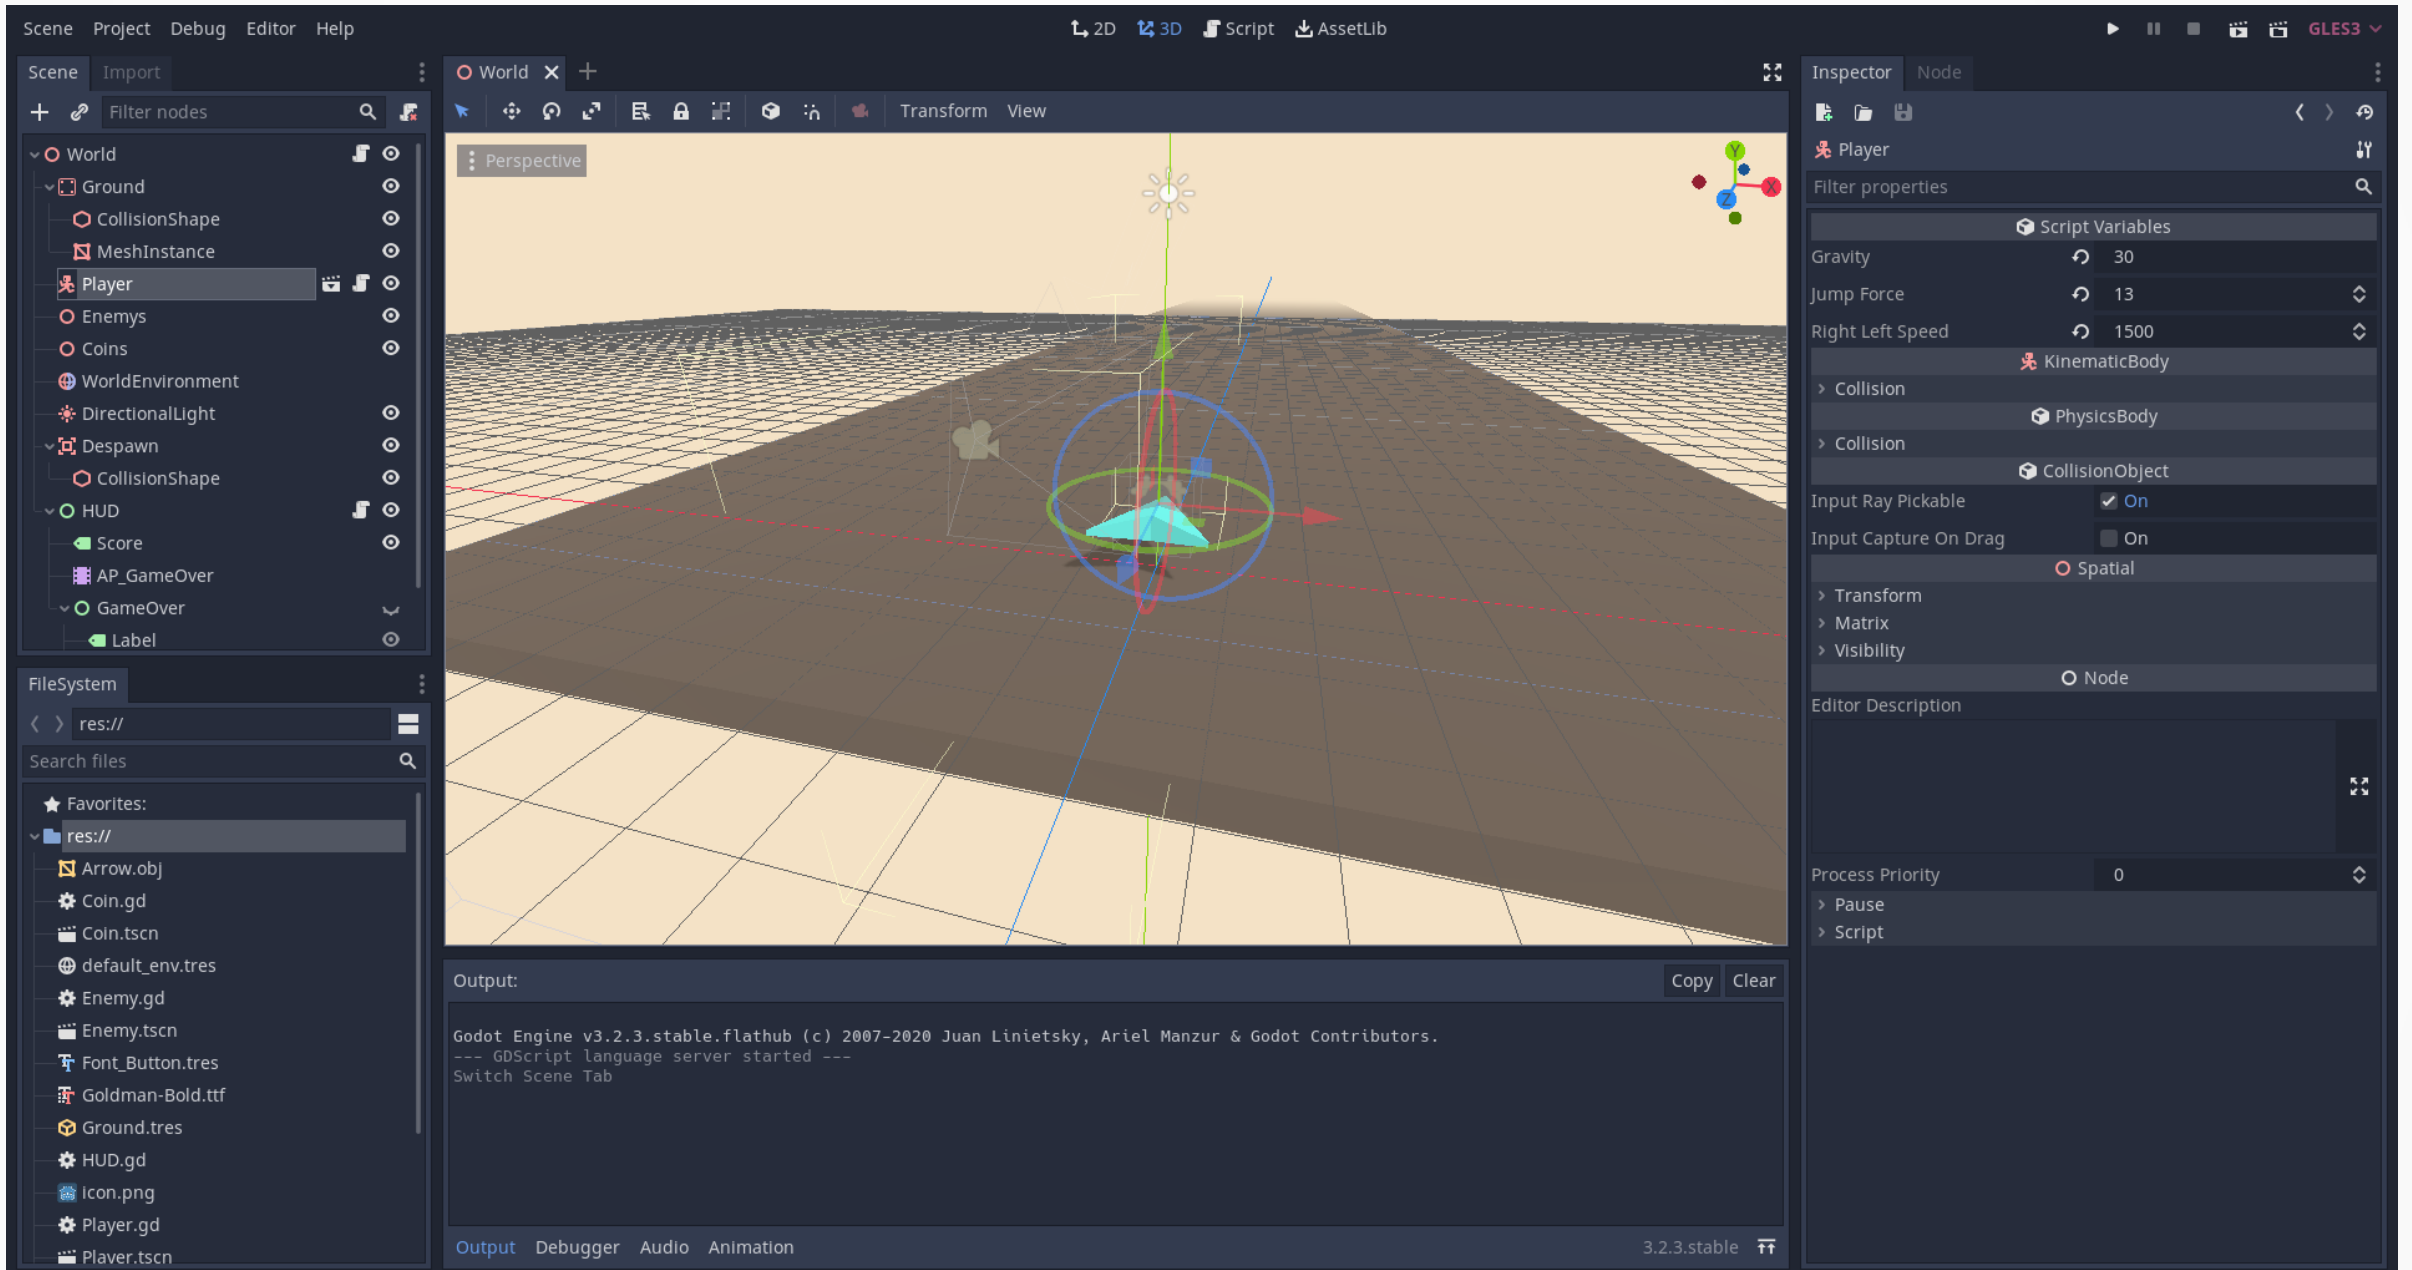 Scene Project Debug Editor Help
2D 3D Script AssetLib
GLES3
Scene Import
Filter nodes
World
Ground
CollisionShape
MeshInstance
Player
Enemys
Coins
WorldEnvironment
DirectionalLight
Despawn
CollisionShape
HUD
Score
AP_GameOver
GameOver
Label
FileSystem
res://
Search files
Favorites:
res://
Arrow.obj
Coin.gd
Coin.tscn
default_env.tres
Enemy.gd
Enemy.tscn
Font_Button.tres
Goldman-Bold.ttf
Ground.tres
HUD.gd
icon.png
Player.gd
Player.tscn
World
Transform View
Perspective
Y
X
Z
Output:
Copy Clear
Godot Engine v3.2.3.stable.flathub (c) 2007-2020 Juan Linietsky, Ariel Manzur & Godot Contributors.
--- GDScript language server started ---
Switch Scene Tab
Output Debugger Audio Animation
3.2.3.stable
Inspector Node
Player
Filter properties
Script Variables
Gravity 30
Jump Force 13
Right Left Speed 1500
KinematicBody
Collision
PhysicsBody
Collision
CollisionObject
Input Ray Pickable On
Input Capture On Drag On
Spatial
Transform
Matrix
Visibility
Node
Editor Description
Process Priority 0
Pause
Script